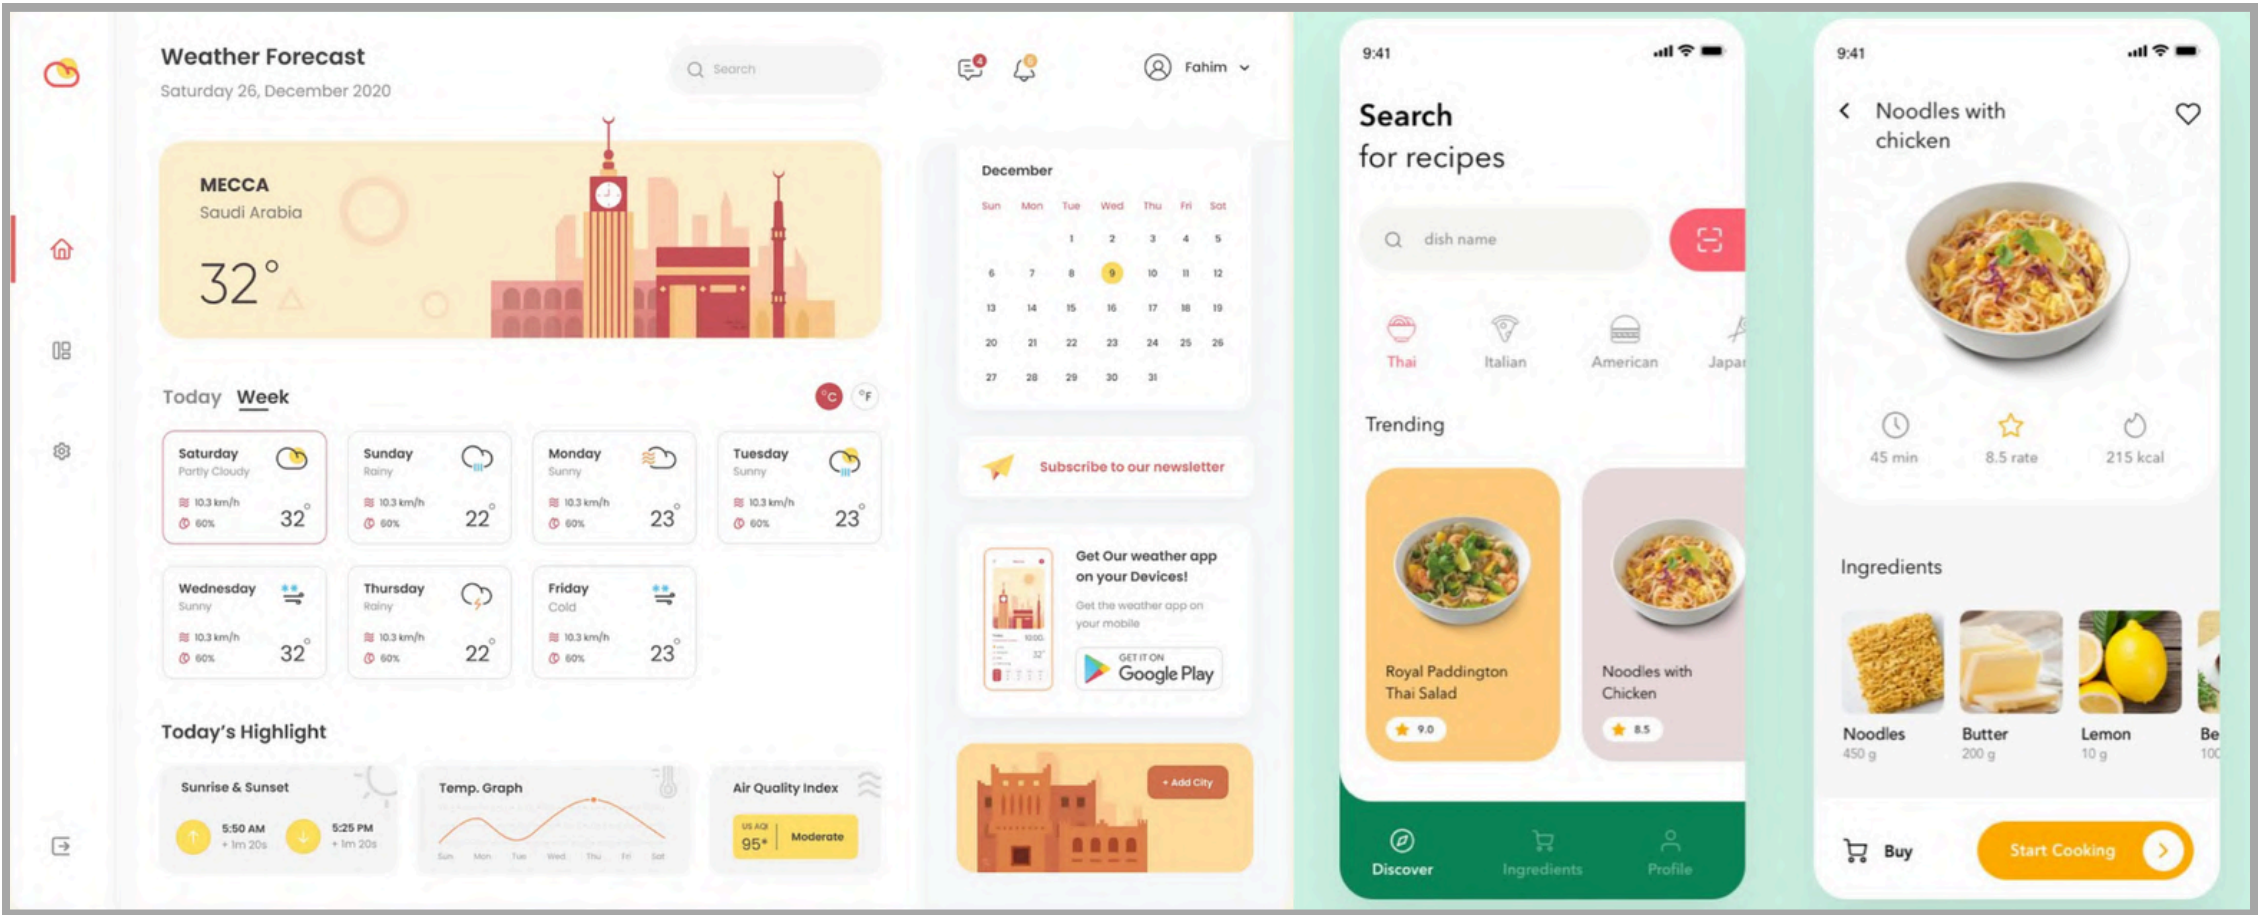 Weather Forecast
Saturday 26, December 2020
Search
4
6
Fahim
MECCA
Saudi Arabia
32°
Today Week
°C °F
Saturday
Partly Cloudy
10.3 km/h
60%
32°
Sunday
Rainy
10.3 km/h
60%
22°
Monday
Sunny
10.3 km/h
60%
23°
Tuesday
Sunny
10.3 km/h
60%
23°
Wednesday
Sunny
10.3 km/h
60%
32°
Thursday
Rainy
10.3 km/h
60%
22°
Friday
Cold
10.3 km/h
60%
23°
Today's Highlight
Sunrise & Sunset
5:50 AM
+ 1m 20s
5:25 PM
+ 1m 20s
Temp. Graph
Sun Mon Tue Wed Thu Fri Sat
Air Quality Index
US AQI
95*
Moderate
December
Sun Mon Tue Wed Thu Fri Sat
1 2 3 4 5
6 7 8 9 10 11 12
13 14 15 16 17 18 19
20 21 22 23 24 25 26
27 28 29 30 31
Subscribe to our newsletter
Get Our weather app
on your Devices!
Get the weather app on
your mobile
GET IT ON
Google Play
+ Add City
9:41
Search
for recipes
dish name
Thai Italian American Japa
Trending
Royal Paddington
Thai Salad
9.0
Noodles with
Chicken
8.5
Discover Ingredients Profile
9:41
Noodles with
chicken
45 min 8.5 rate 215 kcal
Ingredients
Noodles
450 g
Butter
200 g
Lemon
10 g
Be
100
Buy
Start Cooking